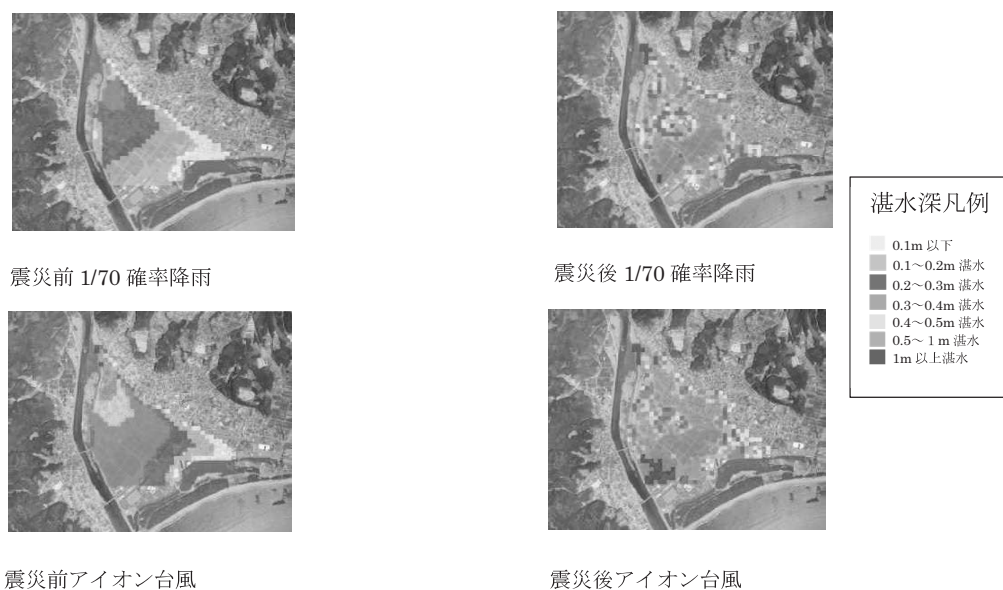 震災前 1/70 確率降雨
震災後 1/70 確率降雨
湛水深凡例
0.1m 以下
0.1～0.2m 湛水
0.2～0.3m 湛水
0.3～0.4m 湛水
0.4～0.5m 湛水
0.5～１m 湛水
1m 以上湛水
震災前アイオン台風
震災後アイオン台風